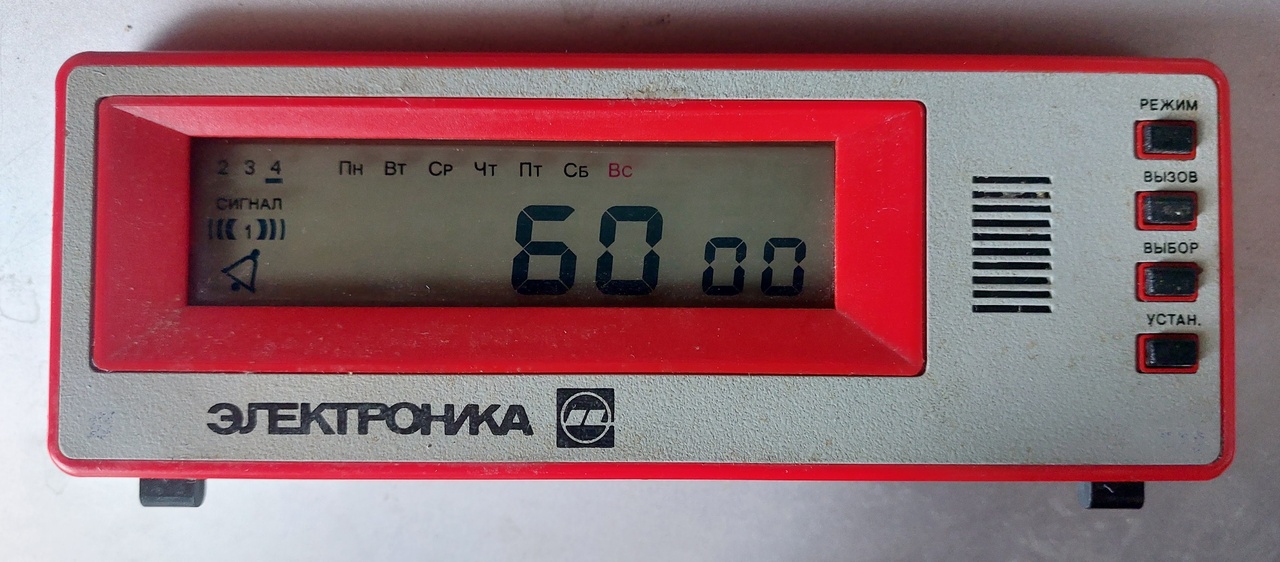 2 3 4 Пн Вт Ср Чт Пт Сб Вс
СИГНАЛ
1
60 00
РЕЖИМ
ВЫЗОВ
ВЫБОР
УСТАН.
ЭЛЕКТРОНИКА